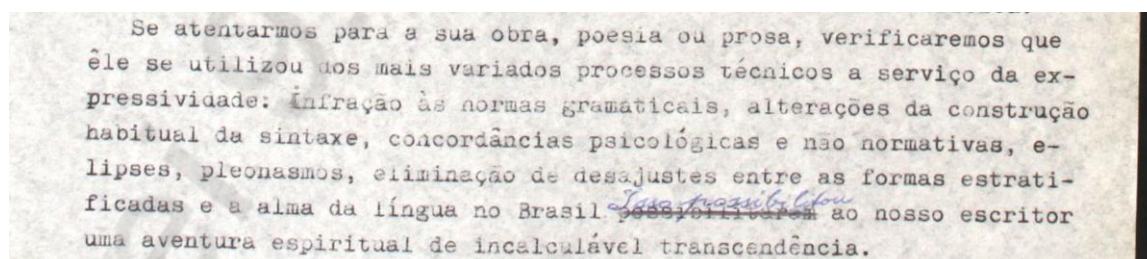 Se atentarmos para a sua obra, poesia ou prosa, verificaremos que
êle se utilizou dos mais variados processos técnicos a serviço da ex-
pressividade: Infração às normas gramaticais, alterações da construção
habitual da sintaxe, concordâncias psicológicas e não normativas, e-
lipses, pleonasmos, eliminação de desajustes entre as formas estrati-
ficadas e a alma da língua no Brasil. Isso possibilitou possibilitarem ao nosso escritor
uma aventura espiritual de incalculável transcendência.